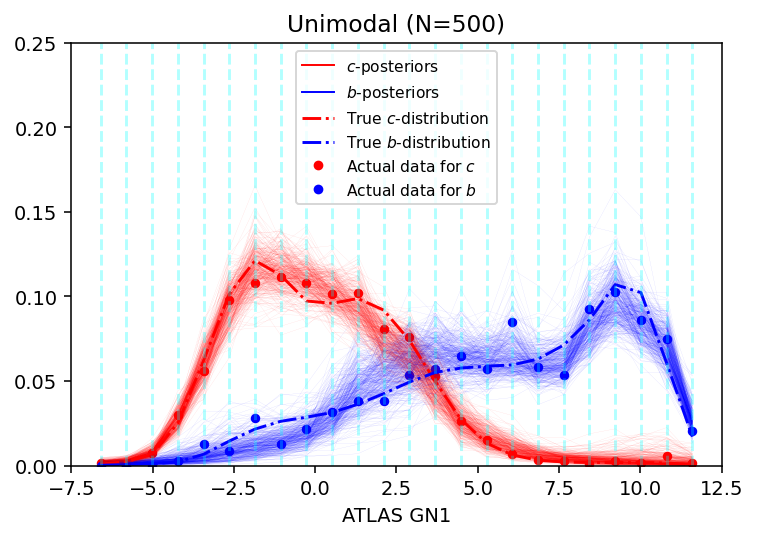 Unimodal (N=500)
0.25
0.20
0.15
0.10
0.05
0.00
c-posteriors
b-posteriors
True c-distribution
True b-distribution
Actual data for c
Actual data for b
−7.5 −5.0 −2.5 0.0 2.5 5.0 7.5 10.0 12.5
ATLAS GN1